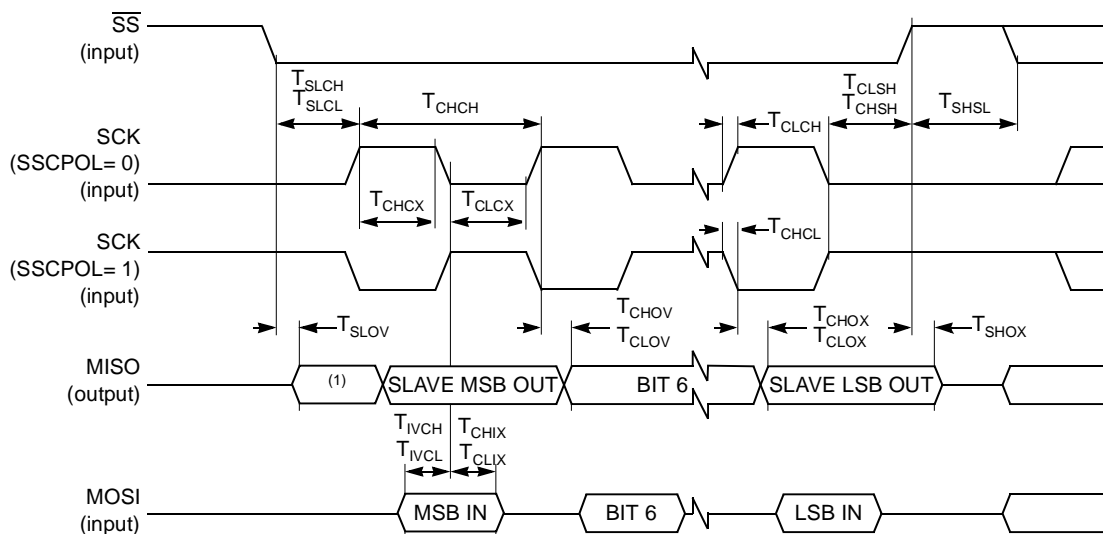 SS
(input)
T_SLCH
T_SLCL
T_CHCH
T_CLCH
T_CLSH
T_CHSH
T_SHSL
SCK
(SSCPOL= 0)
(input)
T_CHCX
T_CLCX
SCK
(SSCPOL= 1)
(input)
T_CHCL
T_SLOV
T_CHOV
T_CLOV
T_CHOX
T_CLOX
T_SHOX
MISO
(output)
(1)
SLAVE MSB OUT
BIT 6
SLAVE LSB OUT
T_IVCH
T_IVCL
T_CHIX
T_CLIX
MOSI
(input)
MSB IN
BIT 6
LSB IN